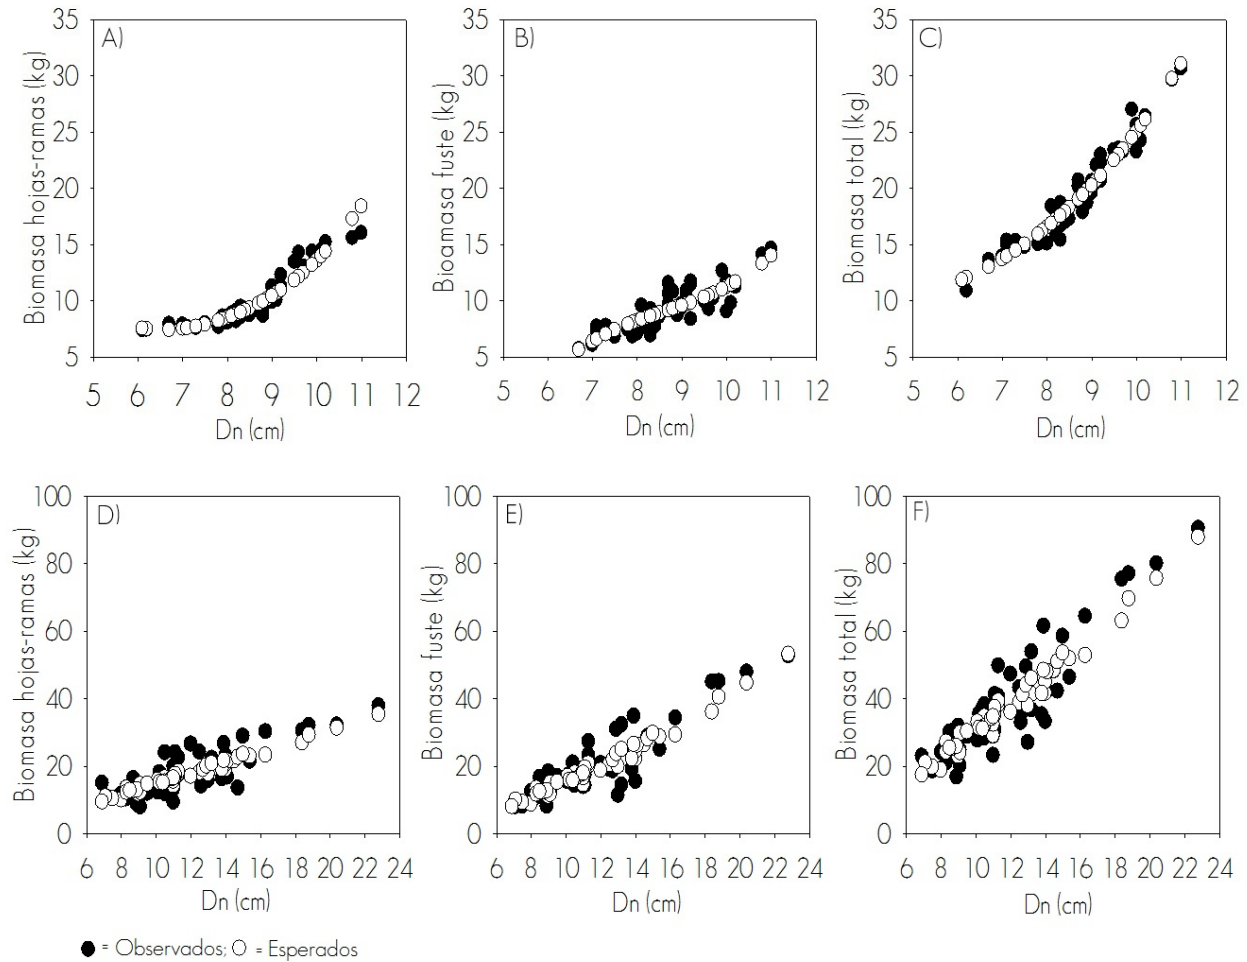 A)
Biomasa hojas-ramas (kg)
35
30
25
20
15
10
5
5 6 7 8 9 10 11 12
Dn (cm)
B)
Bioamasa fuste (kg)
35
30
25
20
15
10
5
5 6 7 8 9 10 11 12
Dn (cm)
C)
Biomasa total (kg)
35
30
25
20
15
10
5
5 6 7 8 9 10 11 12
Dn (cm)
D)
Biomasa hojas-ramas (kg)
100
80
60
40
20
0
6 8 10 12 14 16 18 20 22 24
Dn (cm)
E)
Biomasa fuste (kg)
100
80
60
40
20
0
6 8 10 12 14 16 18 20 22 24
Dn (cm)
F)
Biomasa total (kg)
100
80
60
40
20
0
6 8 10 12 14 16 18 20 22 24
Dn (cm)
= Observados; = Esperados